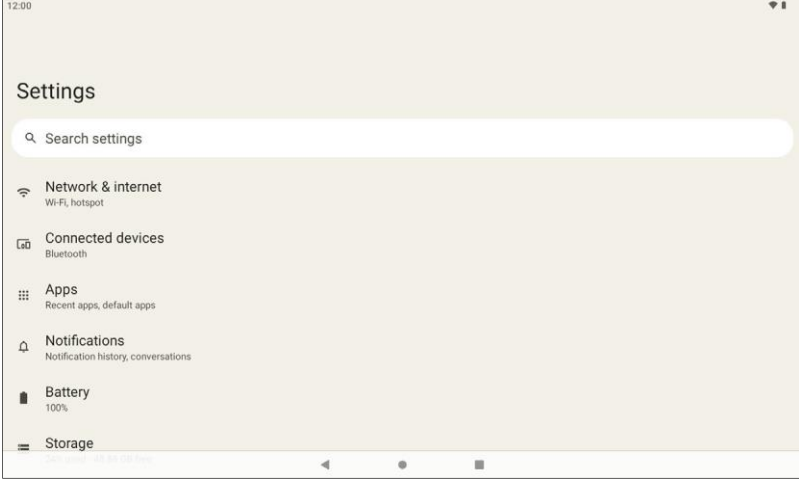 12:00
Settings
Search settings
Network & internet
Wi-Fi, hotspot
Connected devices
Bluetooth
Apps
Recent apps, default apps
Notifications
Notification history, conversations
Battery
100%
Storage